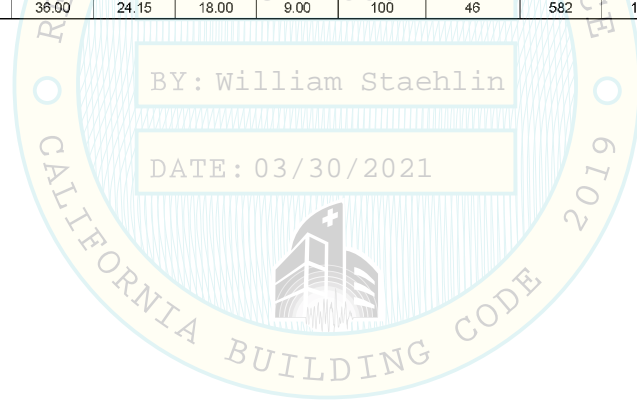 36.00 24.15 18.00 9.00 100 46 582 1
BY: William Staehlin
DATE: 03/30/2021
CALIFORNIA BUILDING CODE 2019